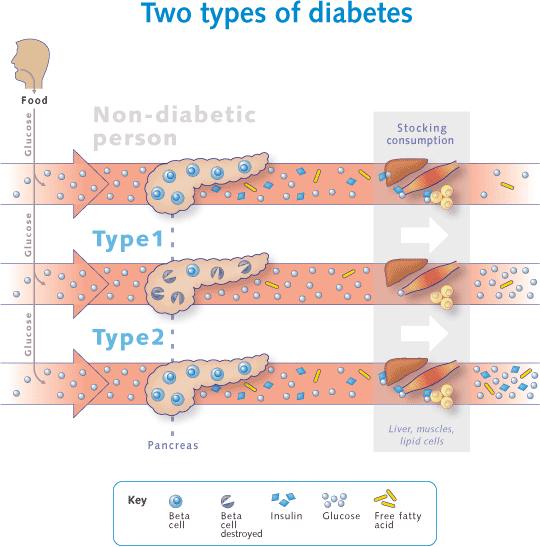 Two types of diabetes
Food
Glucose
Non-diabetic
person
Stocking
consumption
Glucose
Type1
Glucose
Type2
Pancreas
Liver, muscles,
lipid cells
Key
Beta
cell
Beta
cell
destroyed
Insulin
Glucose
Free fatty
acid